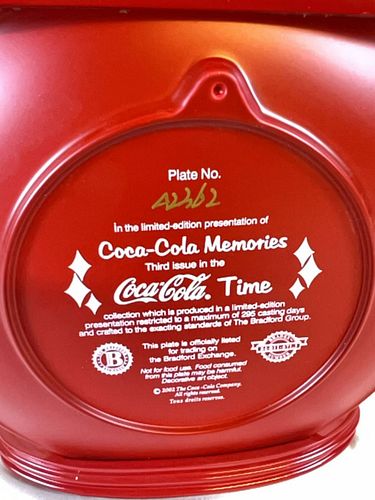 Plate No.
A2362
In the limited-edition presentation of
Coca-Cola Memories
Third issue in the
Coca-Cola. Time
collection which is produced in a limited-edition
presentation restricted to a maximum of 295 casting days
and crafted to the exacting standards of The Bradford Group.
This plate is officially listed
for trading on
the Bradford Exchange.
B
Not for food use. Food consumed
from this plate may be harmful.
Decorative art object.
© 2002 The Coca-Cola Company.
All rights reserved.
Tous droits reserves.